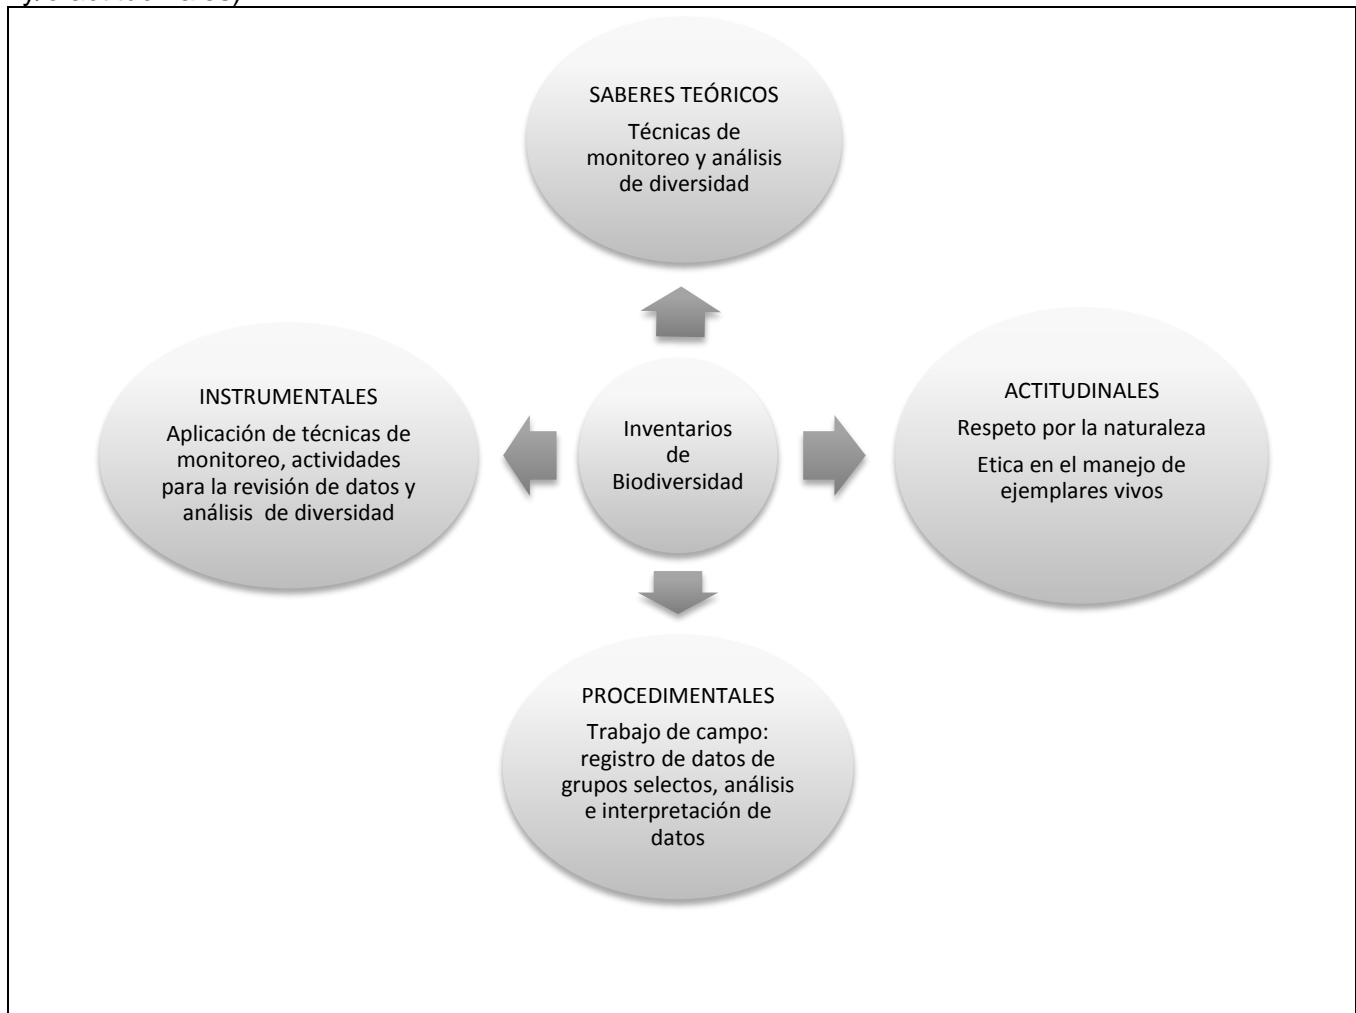 y/o actitudinales)
SABERES TEÓRICOS
Técnicas de
monitoreo y análisis
de diversidad
INSTRUMENTALES
Aplicación de técnicas de
monitoreo, actividades
para la revisión de datos y
análisis  de diversidad
Inventarios
de
Biodiversidad
ACTITUDINALES
Respeto por la naturaleza
Etica en el manejo de
ejemplares vivos
PROCEDIMENTALES
Trabajo de campo:
registro de datos de
grupos selectos, análisis
e interpretación de
datos